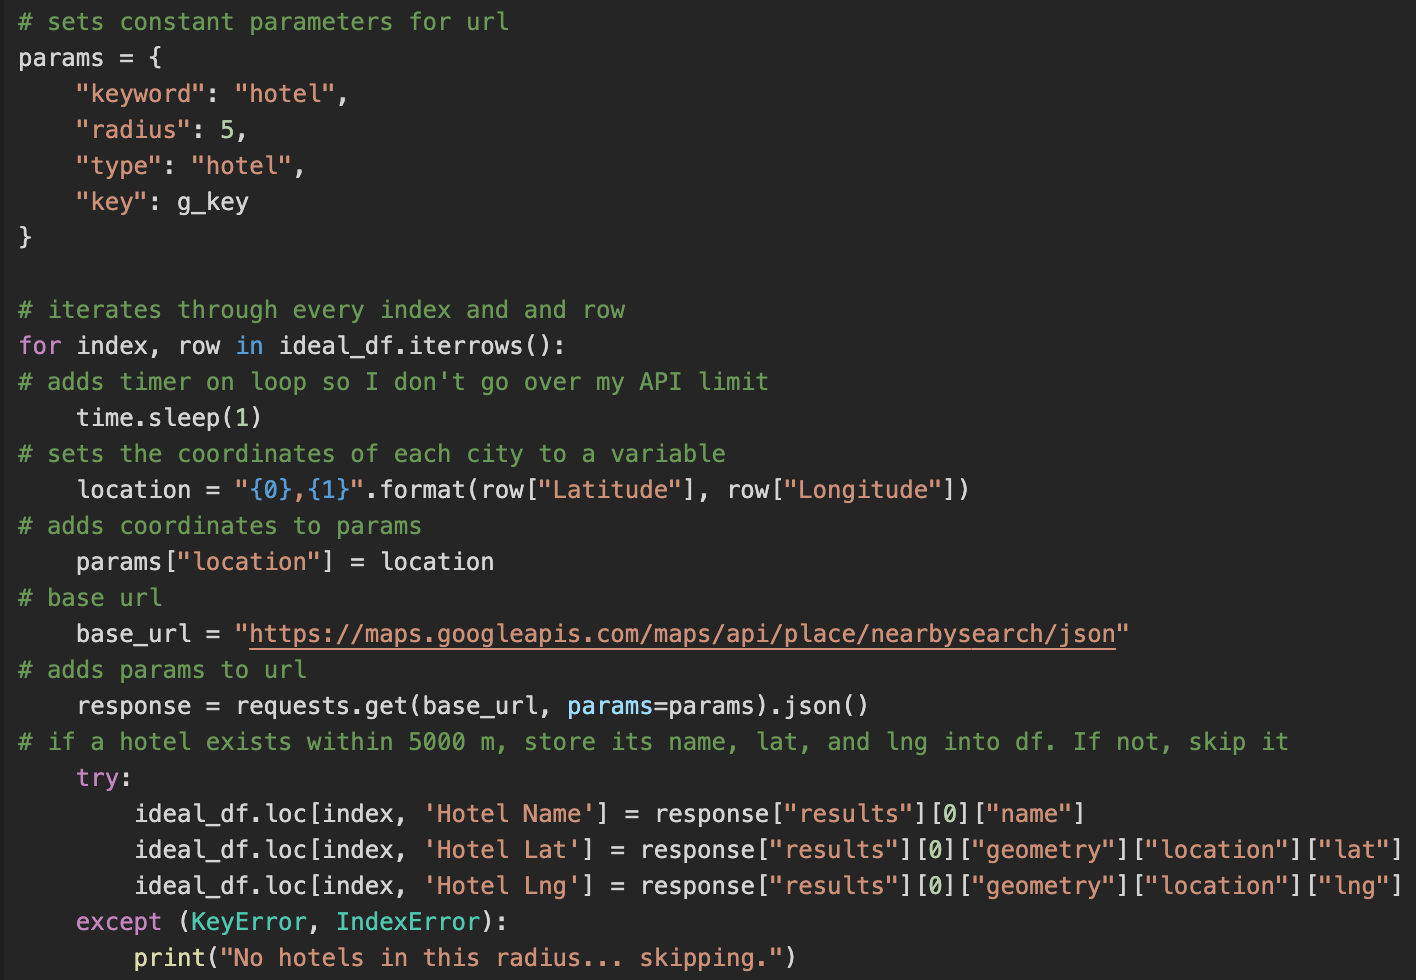 # sets constant parameters for url
params = {
    "keyword": "hotel",
    "radius": 5,
    "type": "hotel",
    "key": g_key
}
# iterates through every index and and row
for index, row in ideal_df.iterrows():
# adds timer on loop so I don't go over my API limit
    time.sleep(1)
# sets the coordinates of each city to a variable
    location = "{0},{1}".format(row["Latitude"], row["Longitude"])
# adds coordinates to params
    params["location"] = location
# base url
    base_url = "https://maps.googleapis.com/maps/api/place/nearbysearch/json"
# adds params to url
    response = requests.get(base_url, params=params).json()
# if a hotel exists within 5000 m, store its name, lat, and lng into df. If not, skip it
    try:
        ideal_df.loc[index, 'Hotel Name'] = response["results"][0]["name"]
        ideal_df.loc[index, 'Hotel Lat'] = response["results"][0]["geometry"]["location"]["lat"]
        ideal_df.loc[index, 'Hotel Lng'] = response["results"][0]["geometry"]["location"]["lng"]
    except (KeyError, IndexError):
        print("No hotels in this radius... skipping.")